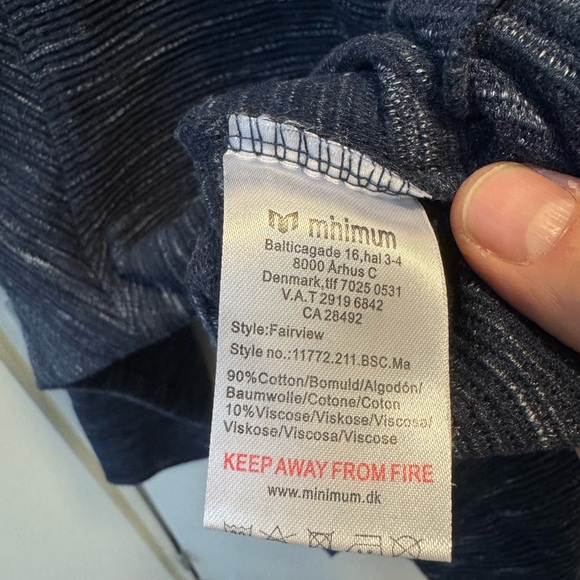 minimum
Balticagade 16,hal 3-4
8000 Århus C
Denmark,tlf 7025 0531
V.A.T 2919 6842
CA 28492
Style:Fairview
Style no.:11772.211.BSC.Ma
90%Cotton/Bomuld/Algodón/
Baumwolle/Cotone/Coton
10%Viscose/Viskose/Viscosa/
Viskose/Viscosa/Viscose
KEEP AWAY FROM FIRE
www.minimum.dk